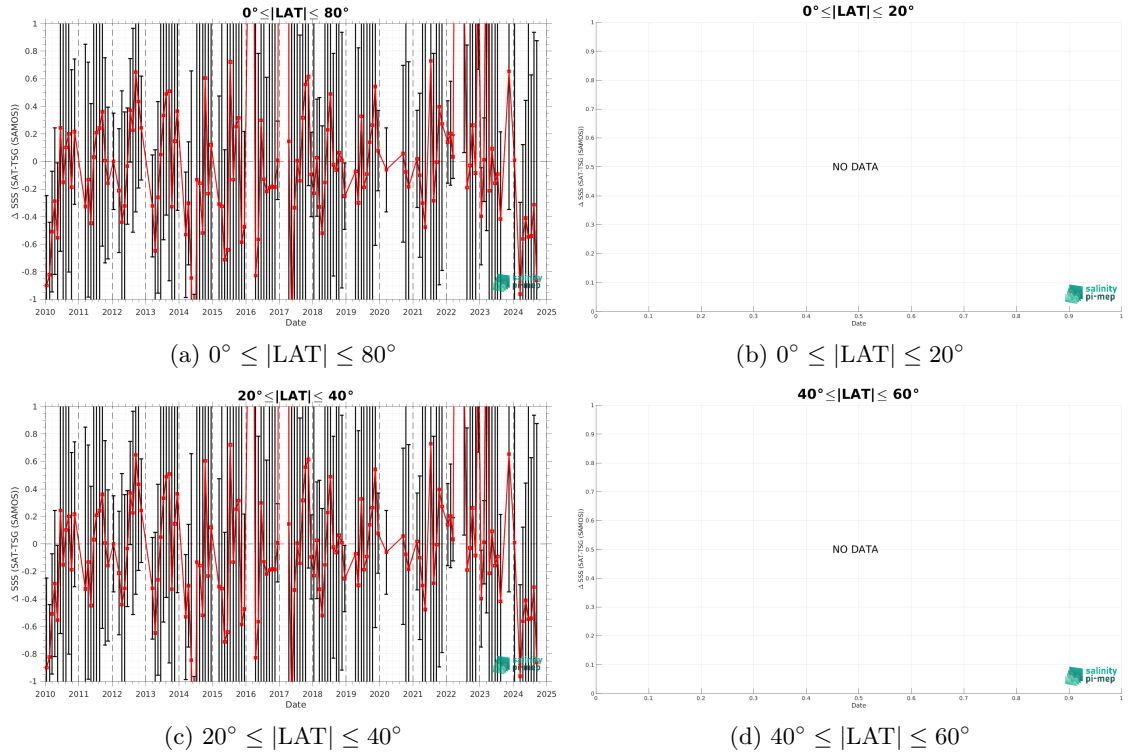 0°≤|LAT|≤ 80°
Δ SSS (SAT-TSG (SAMOS))
1
0.8
0.6
0.4
0.2
0
-0.2
-0.4
-0.6
-0.8
-1
2010 2011 2012 2013 2014 2015 2016 2017 2018 2019 2020 2021 2022 2023 2024 2025
Date
salinity
pi-mep
(a) 0° ≤ |LAT| ≤ 80°
0°≤|LAT|≤ 20°
Δ SSS (SAT-TSG (SAMOS))
1
0.9
0.8
0.7
0.6
0.5
0.4
0.3
0.2
0.1
0
NO DATA
0 0.1 0.2 0.3 0.4 0.5 0.6 0.7 0.8 0.9 1
Date
salinity
pi-mep
(b) 0° ≤ |LAT| ≤ 20°
20°≤|LAT|≤ 40°
Δ SSS (SAT-TSG (SAMOS))
1
0.8
0.6
0.4
0.2
0
-0.2
-0.4
-0.6
-0.8
-1
2010 2011 2012 2013 2014 2015 2016 2017 2018 2019 2020 2021 2022 2023 2024 2025
Date
salinity
pi-mep
(c) 20° ≤ |LAT| ≤ 40°
40°≤|LAT|≤ 60°
Δ SSS (SAT-TSG (SAMOS))
1
0.9
0.8
0.7
0.6
0.5
0.4
0.3
0.2
0.1
0
NO DATA
0 0.1 0.2 0.3 0.4 0.5 0.6 0.7 0.8 0.9 1
Date
salinity
pi-mep
(d) 40° ≤ |LAT| ≤ 60°